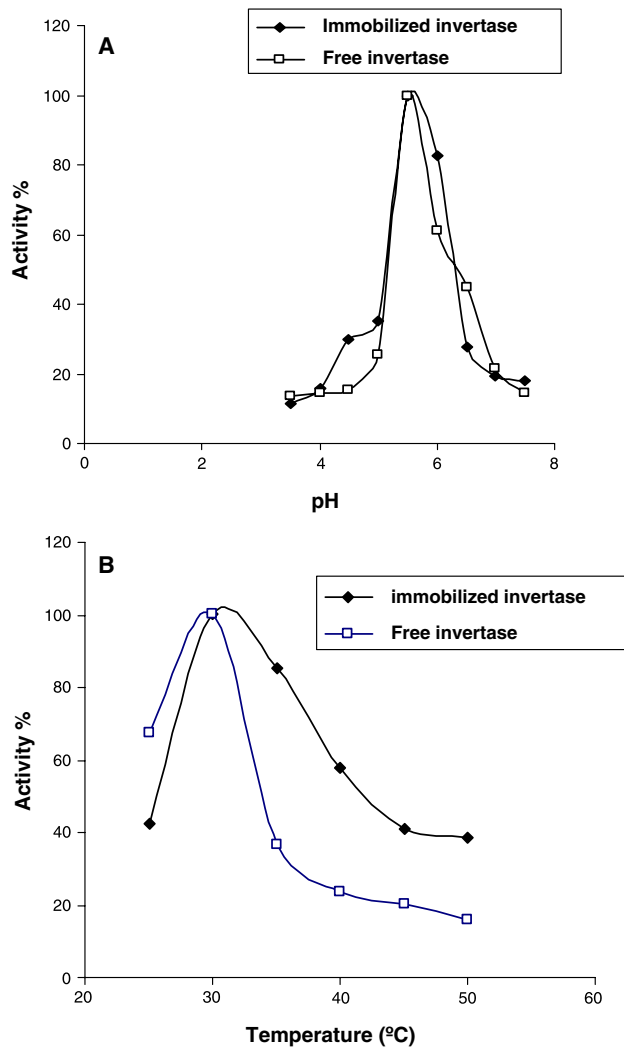 A
Immobilized invertase
Free invertase
120
100
80
60
40
20
0
Activity %
0 2 4 6 8
pH
B
immobilized invertase
Free invertase
120
100
80
60
40
20
0
Activity %
20 30 40 50 60
Temperature (ºC)